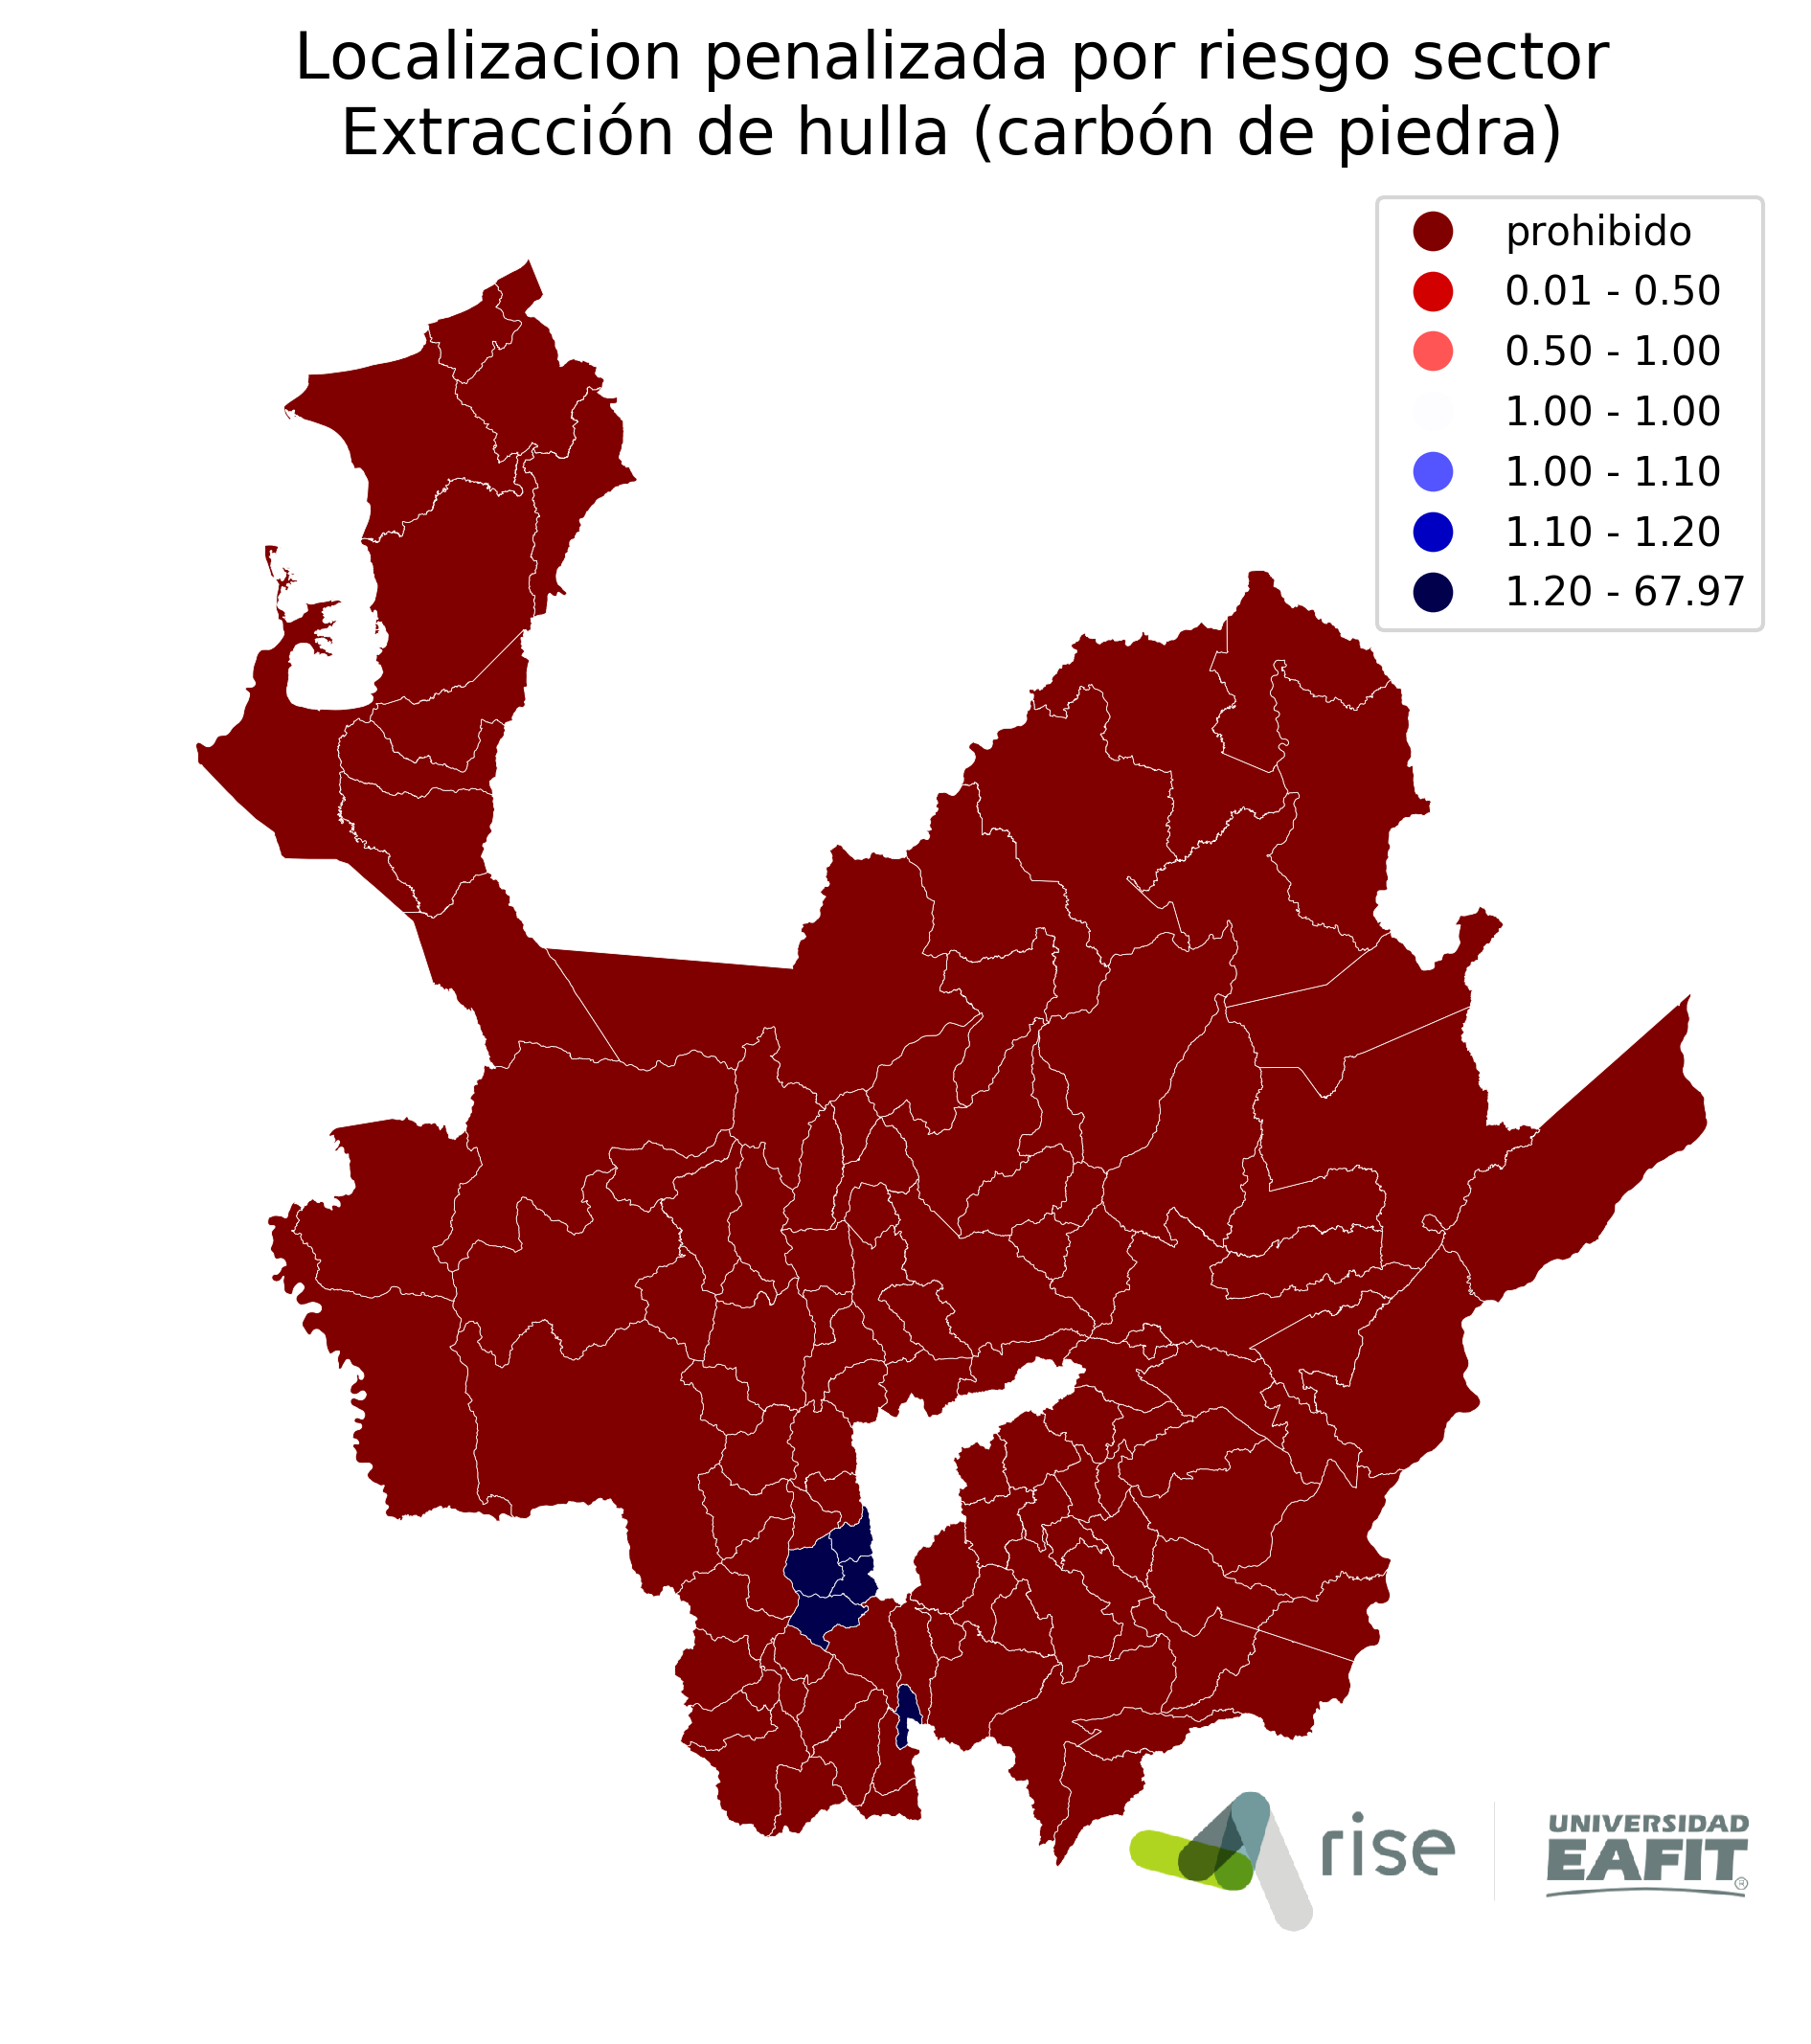 Localizacion penalizada por riesgo sector
Extracción de hulla (carbón de piedra)
prohibido
0.01 - 0.50
0.50 - 1.00
1.00 - 1.00
1.00 - 1.10
1.10 - 1.20
1.20 - 67.97
rise
UNIVERSIDAD
EAFIT®